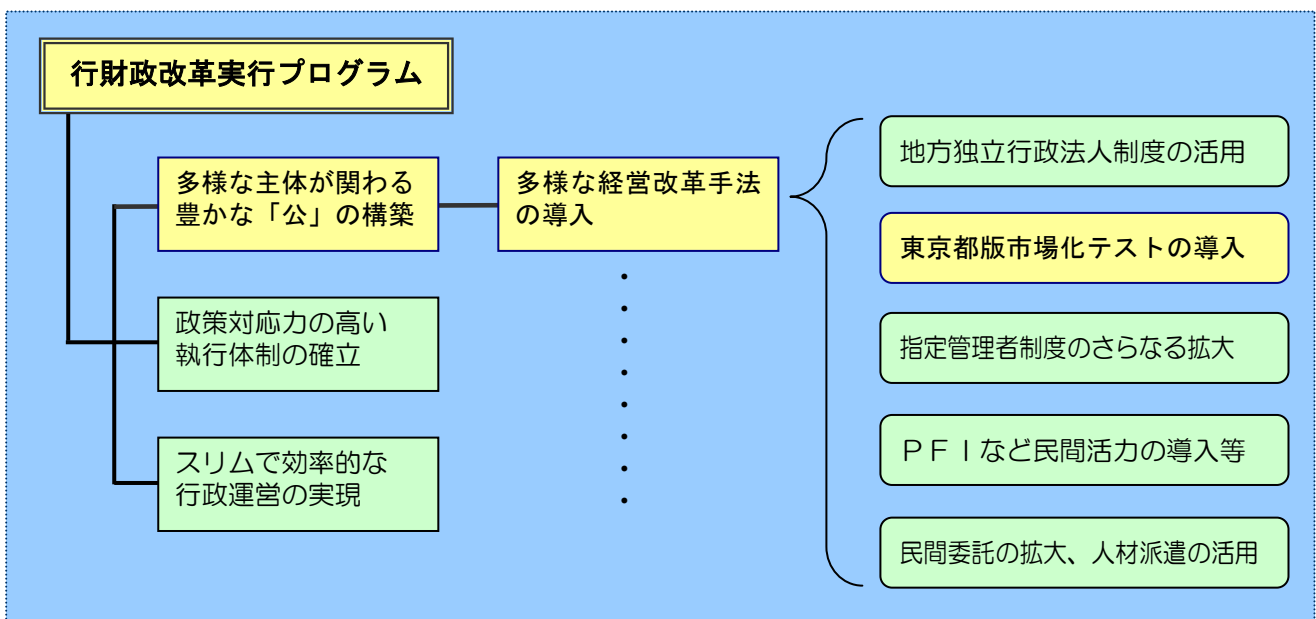 行財政改革実行プログラム
多様な主体が関わる
豊かな「公」の構築
政策対応力の高い
執行体制の確立
スリムで効率的な
行政運営の実現
多様な経営改革手法
の導入
・
・
・
・
・
・
・
・
地方独立行政法人制度の活用
東京都版市場化テストの導入
指定管理者制度のさらなる拡大
ＰＦＩなど民間活力の導入等
民間委託の拡大、人材派遣の活用